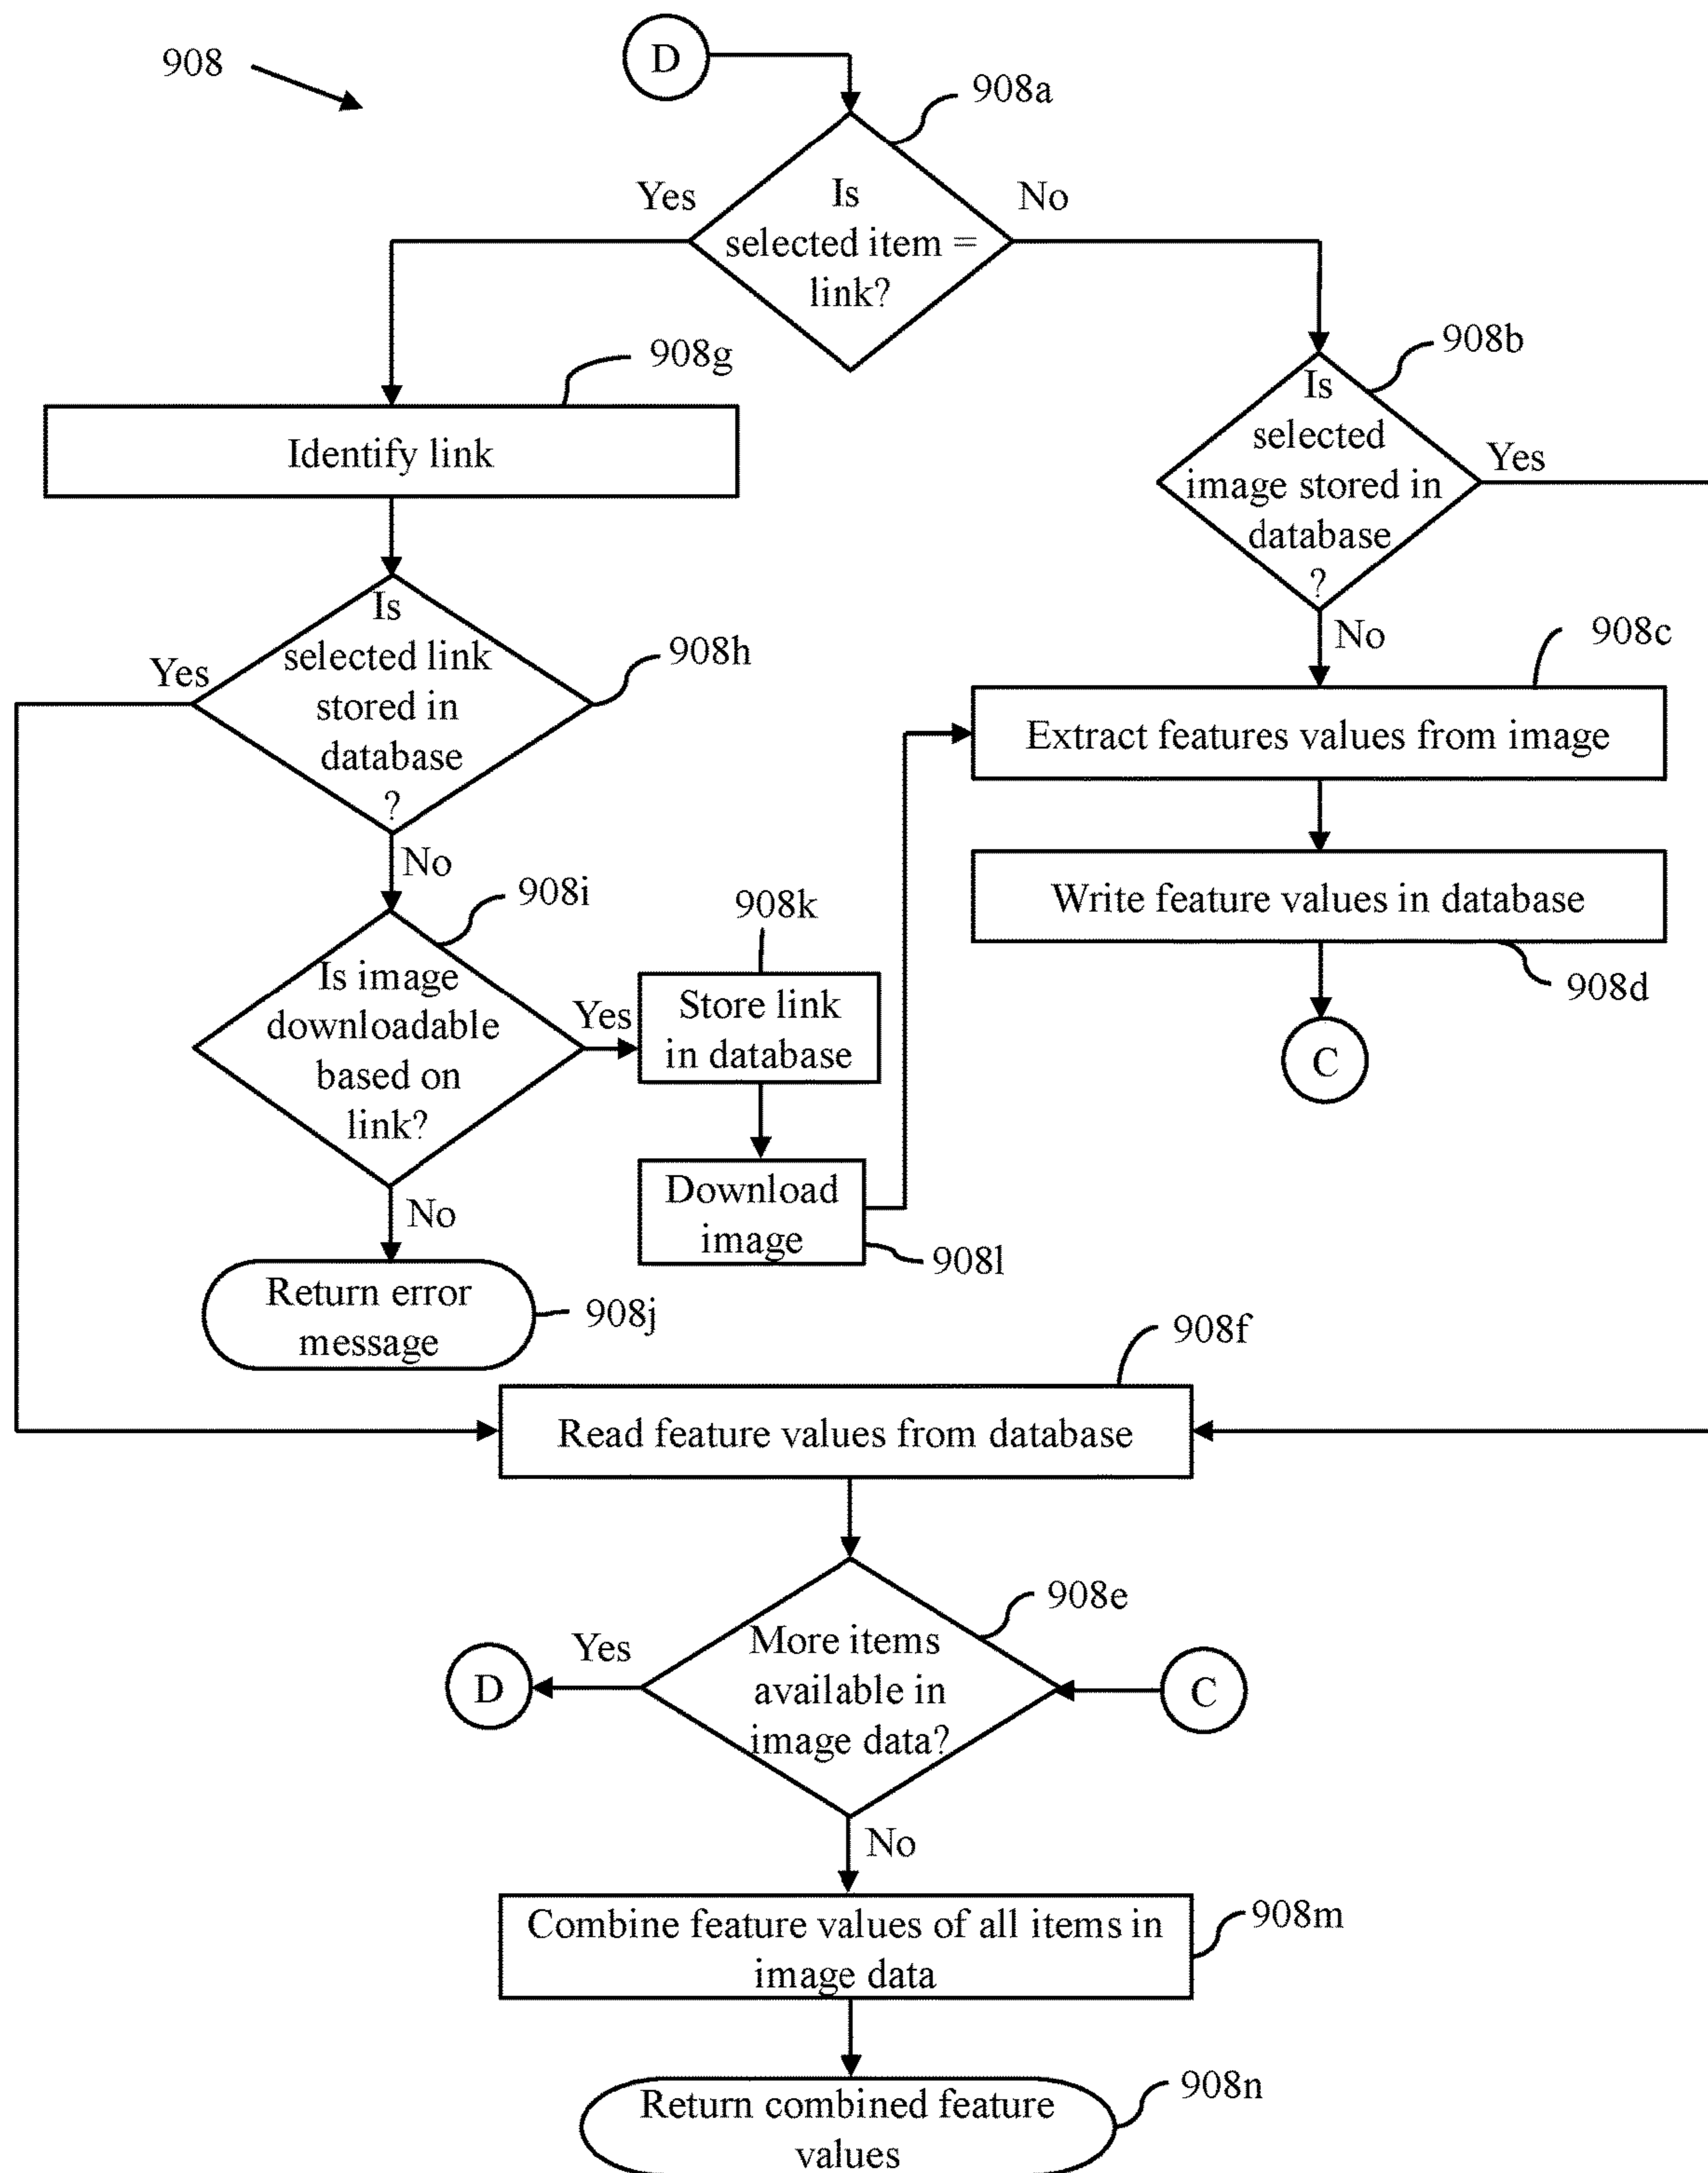 908
D
908a
Yes
Is
selected item =
link?
No
908g
Identify link
908b
Is
selected
image stored in
database
?
Yes
No
908c
Extract features values from image
Write feature values in database
908d
C
Is
selected link
stored in
database
?
908h
Yes
No
908i
Is image
downloadable
based on
link?
Yes
908k
Store link
in database
Download
image
908l
No
Return error
message
908j
908f
Read feature values from database
908e
More items
available in
image data?
Yes
D
C
No
Combine feature values of all items in
image data
908m
Return combined feature
values
908n